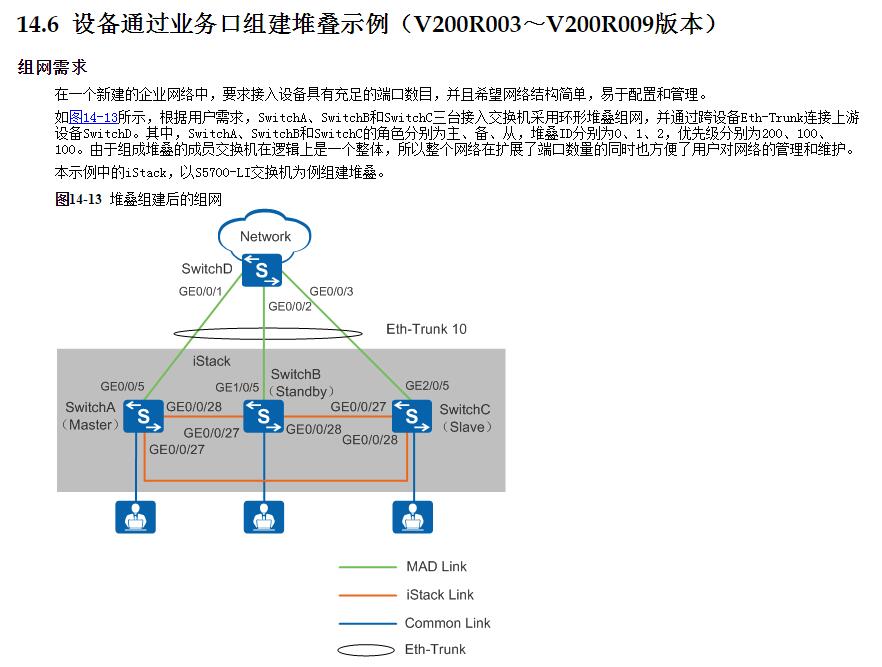 14.6 设备通过业务口组建堆叠示例（V200R003～V200R009版本）
组网需求
在一个新建的企业网络中，要求接入设备具有充足的端口数目，并且希望网络结构简单，易于配置和管理。
如图14-13所示，根据用户需求，SwitchA、SwitchB和SwitchC三台接入交换机采用环形堆叠组网，并通过跨设备Eth-Trunk连接上游
设备SwitchD。其中，SwitchA、SwitchB和SwitchC的角色分别为主、备、从，堆叠ID分别为0、1、2，优先级分别为200、100、
100。由于组成堆叠的成员交换机在逻辑上是一个整体，所以整个网络在扩展了端口数量的同时也方便了用户对网络的管理和维护。
本示例中的iStack，以S5700-LI交换机为例组建堆叠。
图14-13 堆叠组建后的组网
Network
SwitchD
S
GE0/0/1
GE0/0/3
GE0/0/2
Eth-Trunk 10
iStack
SwitchB
（Standby）
GE0/0/5
GE1/0/5
GE2/0/5
SwitchA
（Master）
S
GE0/0/28
S
GE0/0/27
S
SwitchC
（Slave）
GE0/0/27
GE0/0/28
GE0/0/28
GE0/0/27
MAD Link
iStack Link
Common Link
Eth-Trunk